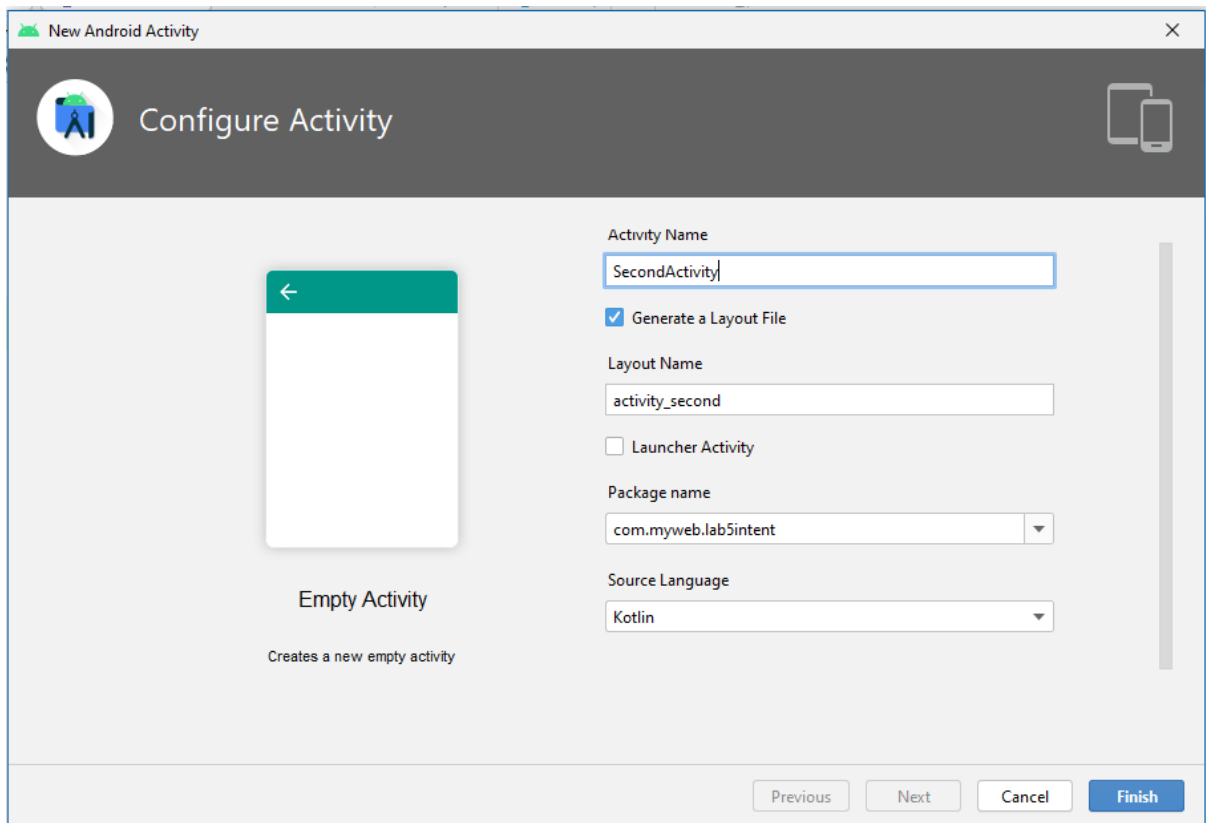 New Android Activity
Configure Activity
Activity Name
SecondActivity
Generate a Layout File
Layout Name
activity_second
Launcher Activity
Package name
com.myweb.lab5intent
Source Language
Kotlin
Empty Activity
Creates a new empty activity
Previous
Next
Cancel
Finish